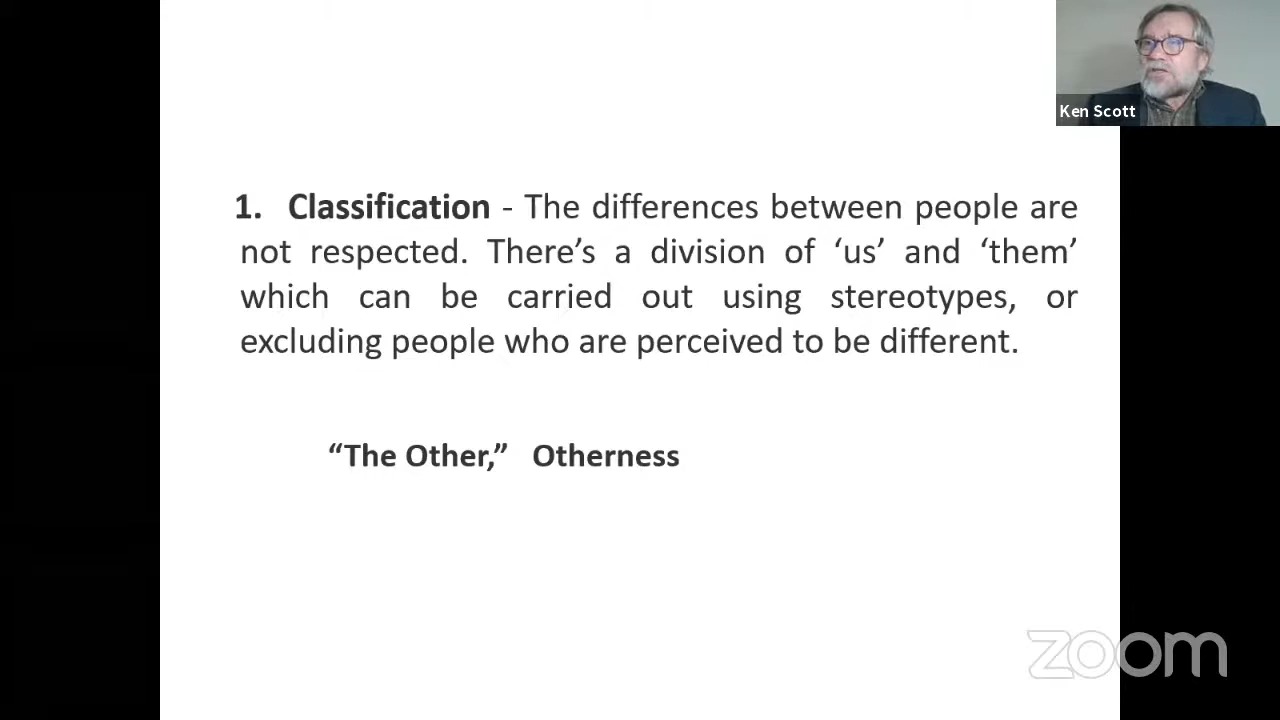 Ken Scott
1. Classification - The differences between people are
not respected. There’s a division of ‘us’ and ‘them’
which can be carried out using stereotypes, or
excluding people who are perceived to be different.
“The Other,” Otherness
zoom